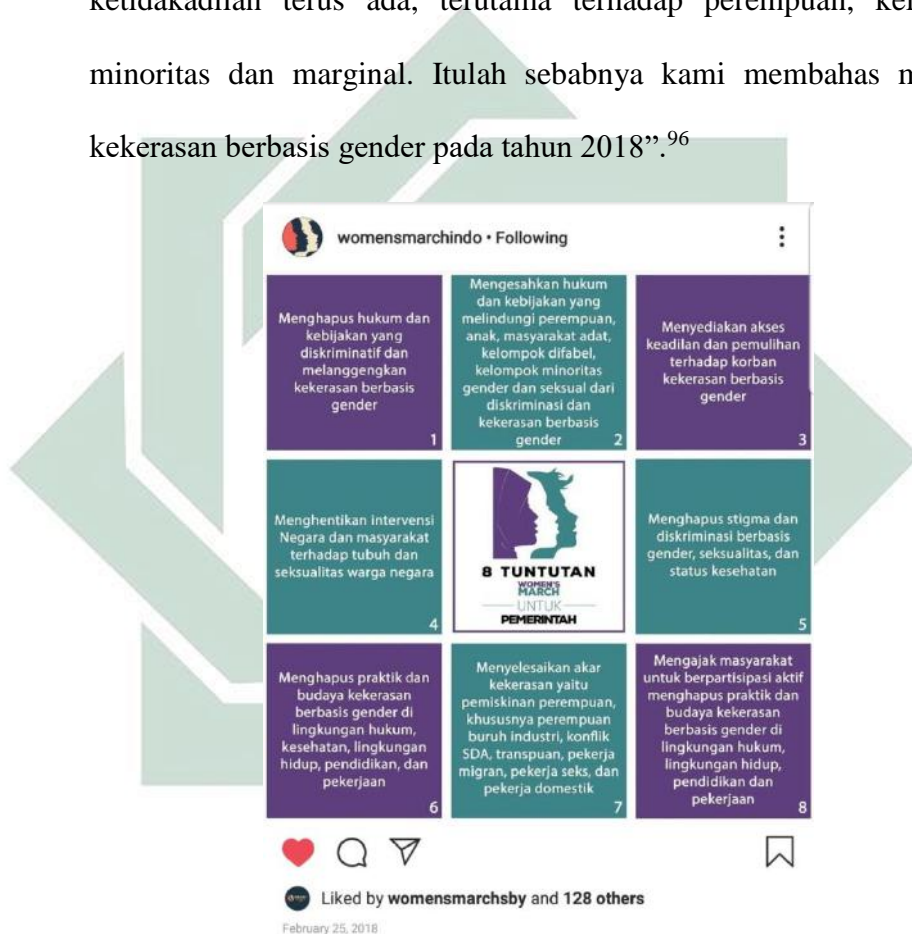 ketidakadilan terus ada, terutama terhadap perempuan,
minoritas dan marginal. Itulah sebabnya kami membahas
kekerasan berbasis gender pada tahun 2018”.96
womensmarchindo • Following
Menghapus hukum dan
kebijakan yang
diskriminatif dan
melanggengkan
kekerasan berbasis
gender
1
Mengesahkan hukum
dan kebijakan yang
melindungi perempuan,
anak, masyarakat adat,
kelompok difabel,
kelompok minoritas
gender dan seksual dari
diskriminasi dan
kekerasan berbasis
gender
2
Menyediakan akses
keadilan dan pemulihan
terhadap korban
kekerasan berbasis
gender
3
Menghentikan intervensi
Negara dan masyarakat
terhadap tubuh dan
seksualitas warga negara
4
8 TUNTUTAN
WOMEN'S
MARCH
UNTUK
PEMERINTAH
Menghapus stigma dan
diskriminasi berbasis
gender, seksualitas, dan
status kesehatan
5
Menghapus praktik dan
budaya kekerasan
berbasis gender di
lingkungan hukum,
kesehatan, lingkungan
hidup, pendidikan, dan
pekerjaan
6
Menyelesaikan akar
kekerasan yaitu
pemiskinan perempuan,
khususnya perempuan
buruh industri, konflik
SDA, transpuan, pekerja
migran, pekerja seks, dan
pekerja domestik
7
Mengajak masyarakat
untuk berpartisipasi aktif
menghapus praktik dan
budaya kekerasan
berbasis gender di
lingkungan hukum,
lingkungan hidup,
pendidikan dan
pekerjaan
8
Liked by womensmarchsby and 128 others
February 25, 2018